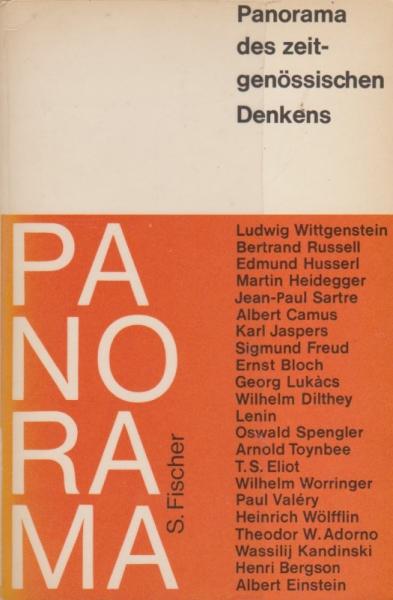 Panorama
des zeit-
genössischen
Denkens
PA
NO
RA
MA
S. Fischer
Ludwig Wittgenstein
Bertrand Russell
Edmund Husserl
Martin Heidegger
Jean-Paul Sartre
Albert Camus
Karl Jaspers
Sigmund Freud
Ernst Bloch
Georg Lukàcs
Wilhelm Dilthey
Lenin
Oswald Spengler
Arnold Toynbee
T.S. Eliot
Wilhelm Worringer
Paul Valéry
Heinrich Wölfflin
Theodor W. Adorno
Wassilij Kandinski
Henri Bergson
Albert Einstein